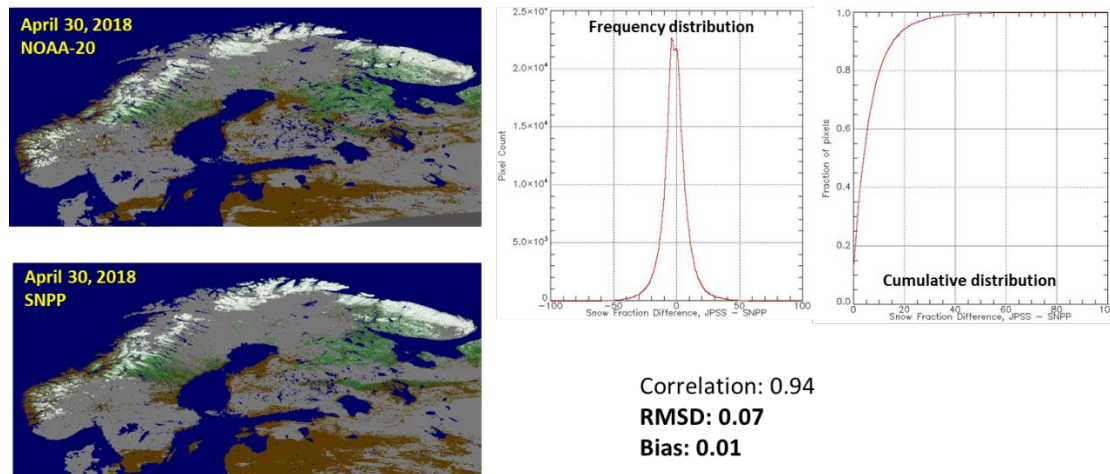 April 30, 2018
NOAA-20
April 30, 2018
SNPP
Frequency distribution
Pixel Count
2.5×10⁴
2.0×10⁴
1.5×10⁴
1.0×10⁴
5.0×10³
0
-100
-50
0
50
100
Snow Fraction Difference, JPSS - SNPP
Cumulative distribution
Fraction of pixels
1.0
0.8
0.6
0.4
0.2
0.0
0
20
40
60
80
100
Snow Fraction Difference, JPSS - SNPP
Correlation: 0.94
RMSD: 0.07
Bias: 0.01